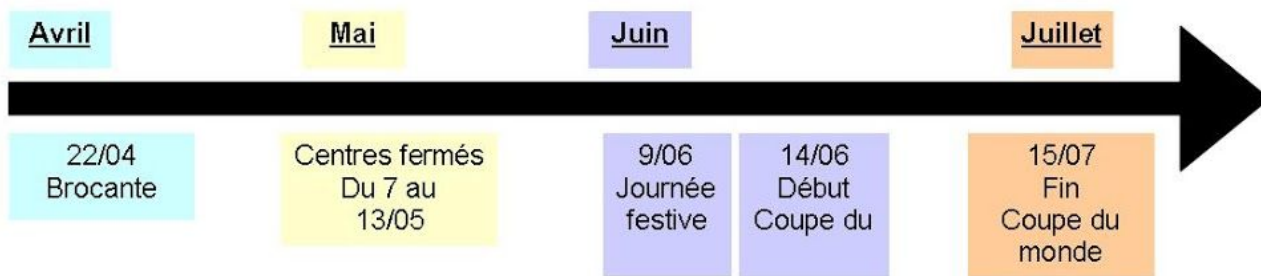 Avril
Mai
Juin
Juillet
22/04
Brocante
Centres fermés
Du 7 au
13/05
9/06
Journée
festive
14/06
Début
Coupe du
15/07
Fin
Coupe du
monde